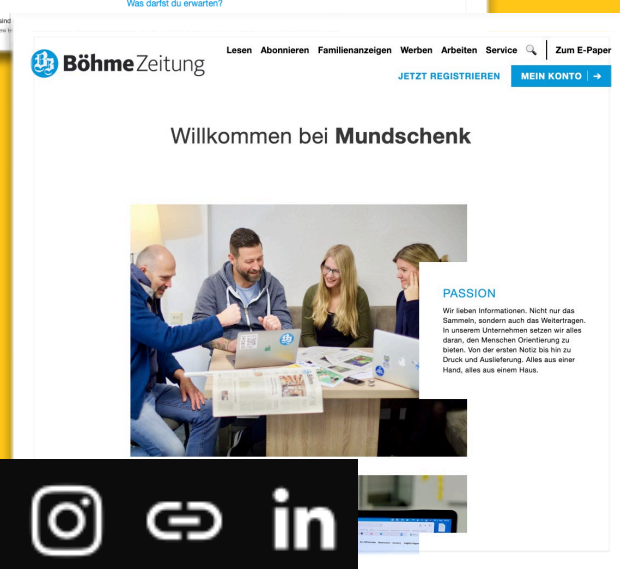 Was darfst du erwarten?
BöhmeZeitung
Lesen Abonnieren Familienanzeigen Werben Arbeiten Service Zum E-Paper
JETZT REGISTRIEREN MEIN KONTO
Willkommen bei Mundschenk
PASSION
Wir lieben Informationen. Nicht nur das
Sammeln, sondern auch das Weitertragen.
In unserem Unternehmen setzen wir alles
daran, den Menschen Orientierung zu
bieten. Von der ersten Notiz bis hin zu
Druck und Auslieferung. Alles aus einer
Hand, alles aus einem Haus.
in